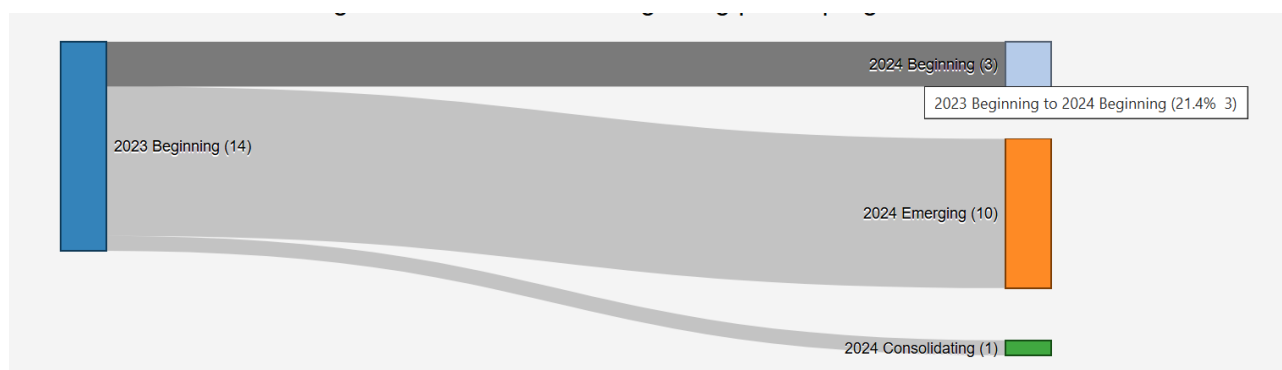 2024 Beginning (3)
2023 Beginning to 2024 Beginning (21.4% 3)
2023 Beginning (14)
2024 Emerging (10)
2024 Consolidating (1)